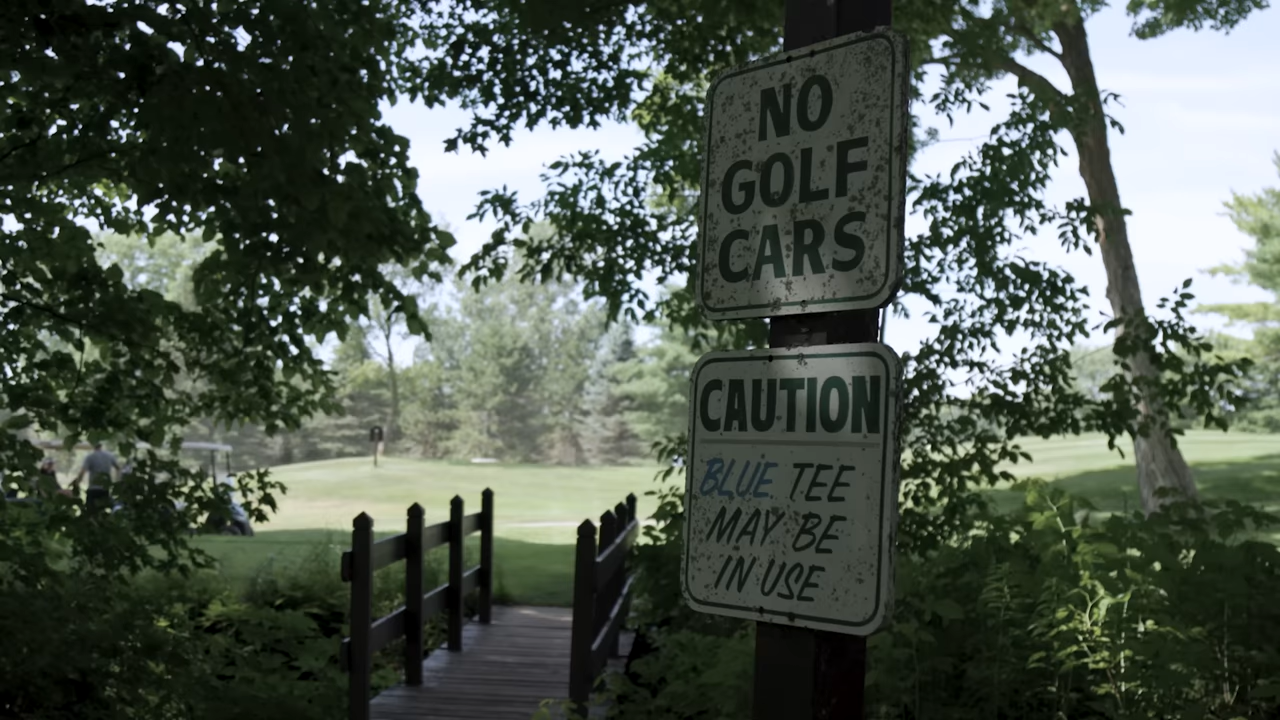 NO
GOLF
CARS
CAUTION
BLUE TEE
MAY BE
IN USE